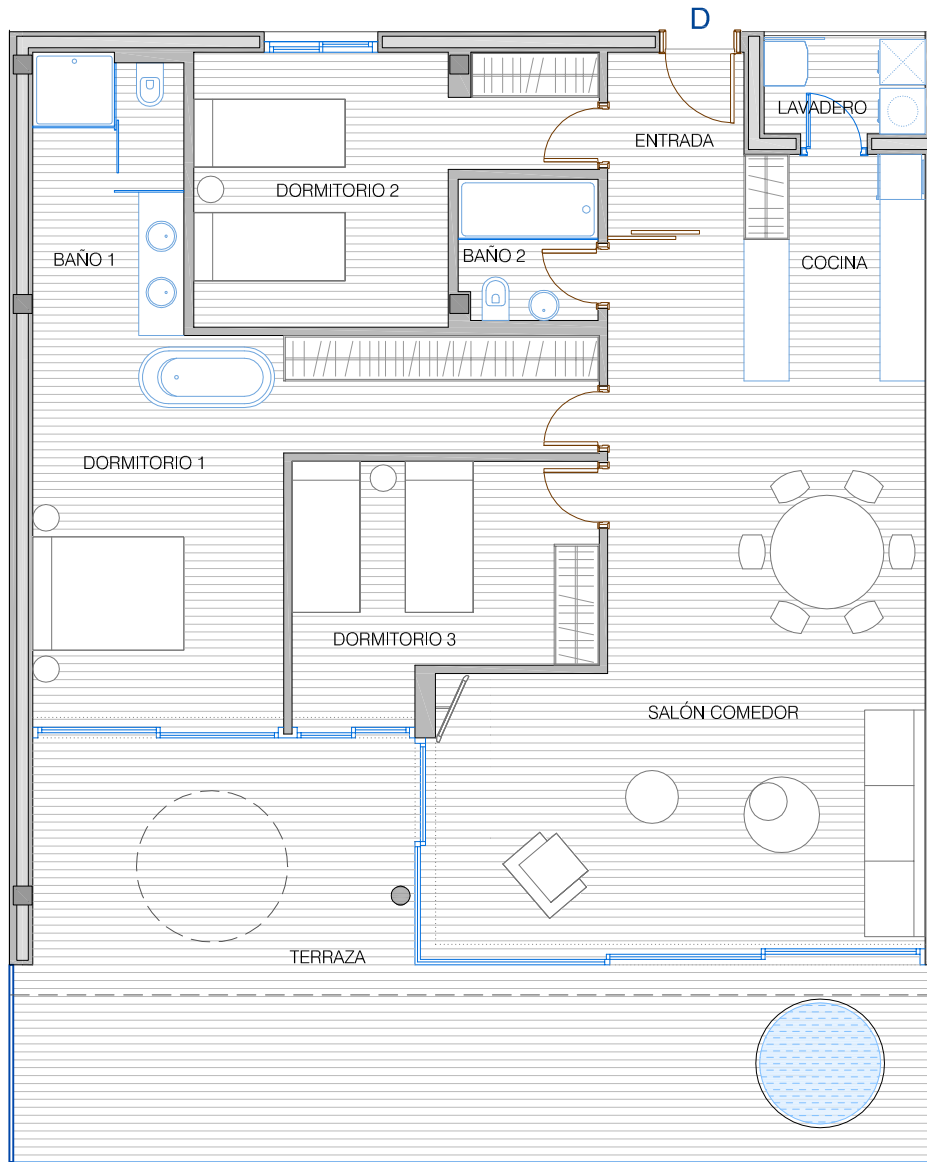 D
LAVADERO
ENTRADA
DORMITORIO 2
BAÑO 1
BAÑO 2
COCINA
DORMITORIO 1
DORMITORIO 3
SALÓN COMEDOR
TERRAZA